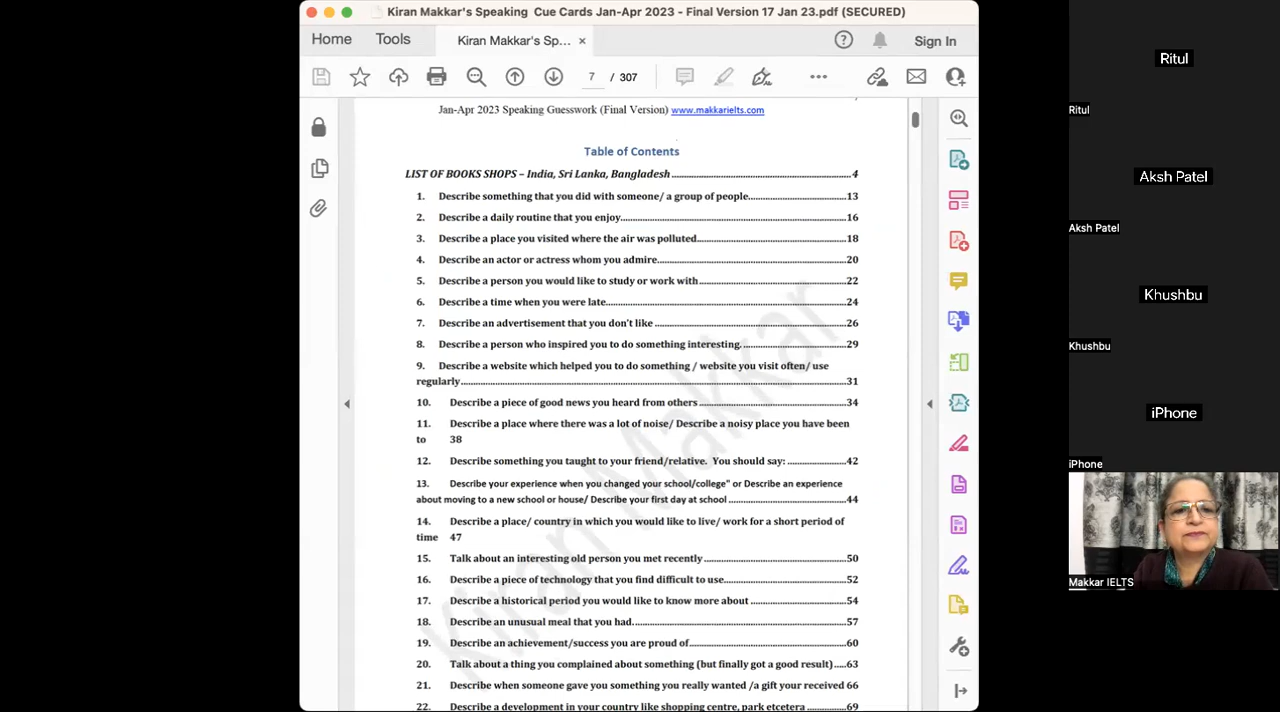 Kiran Makkar's Speaking Cue Cards Jan-Apr 2023 - Final Version 17 Jan 23.pdf (SECURED)
Home Tools Kiran Makkar's Sp... × Sign In
7 / 307
Jan-Apr 2023 Speaking Guesswork (Final Version) www.makkarielts.com
Table of Contents
LIST OF BOOKS SHOPS – India, Sri Lanka, Bangladesh 4
1. Describe something that you did with someone/ a group of people 13
2. Describe a daily routine that you enjoy 16
3. Describe a place you visited where the air was polluted 18
4. Describe an actor or actress whom you admire 20
5. Describe a person you would like to study or work with 22
6. Describe a time when you were late 24
7. Describe an advertisement that you don't like 26
8. Describe a person who inspired you to do something interesting. 29
9. Describe a website which helped you to do something / website you visit often/ use
regularly 31
10. Describe a piece of good news you heard from others 34
11. Describe a place where there was a lot of noise/ Describe a noisy place you have been
to 38
12. Describe something you taught to your friend/relative. You should say: 42
13. Describe your experience when you changed your school/college" or Describe an experience
about moving to a new school or house/ Describe your first day at school 44
14. Describe a place/ country in which you would like to live/ work for a short period of
time 47
15. Talk about an interesting old person you met recently 50
16. Describe a piece of technology that you find difficult to use 52
17. Describe a historical period you would like to know more about 54
18. Describe an unusual meal that you had. 57
19. Describe an achievement/success you are proud of 60
20. Talk about a thing you complained about something (but finally got a good result) 63
21. Describe when someone gave you something you really wanted /a gift your received 66
22. Describe a development in your country like shopping centre, park etcetera 69
Kiran Makkar
Ritul
Ritul
Aksh Patel
Aksh Patel
Khushbu
Khushbu
iPhone
iPhone
Makkar IELTS